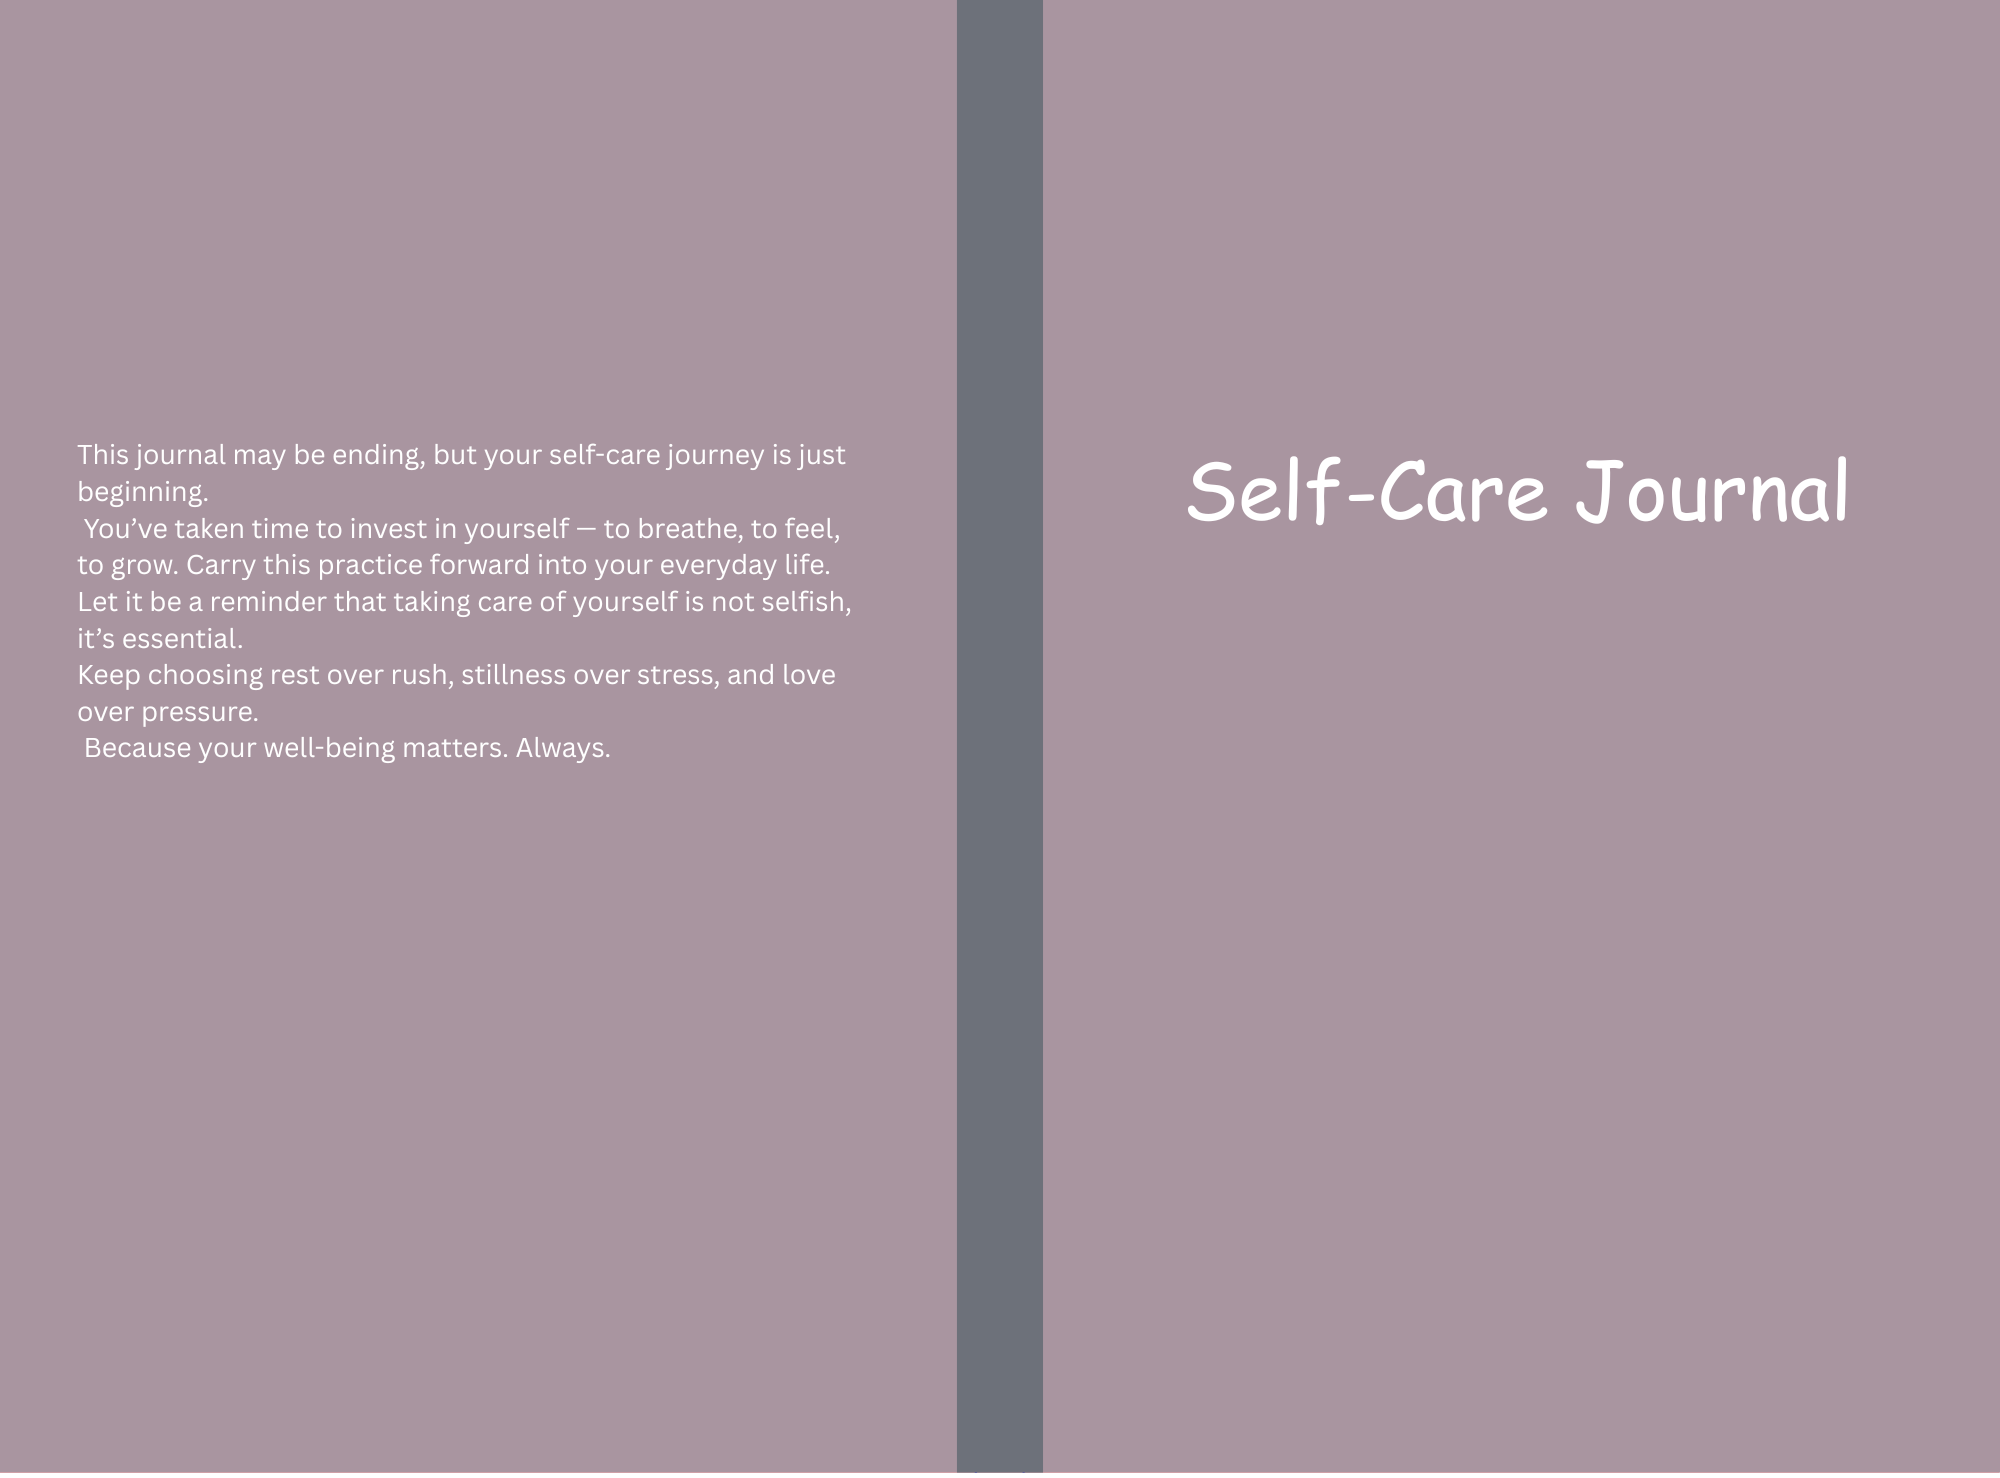 This journal may be ending, but your self-care journey is just
beginning.
You’ve taken time to invest in yourself — to breathe, to feel,
to grow. Carry this practice forward into your everyday life.
Let it be a reminder that taking care of yourself is not selfish,
it’s essential.
Keep choosing rest over rush, stillness over stress, and love
over pressure.
Because your well-being matters. Always.
Self-Care Journal